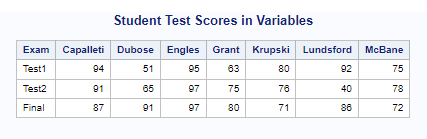 Student Test Scores in Variables
Exam Capalleti Dubose Engles Grant Krupski Lundsford McBane
Test1 94 51 95 63 80 92 75
Test2 91 65 97 75 76 40 78
Final 87 91 97 80 71 86 72